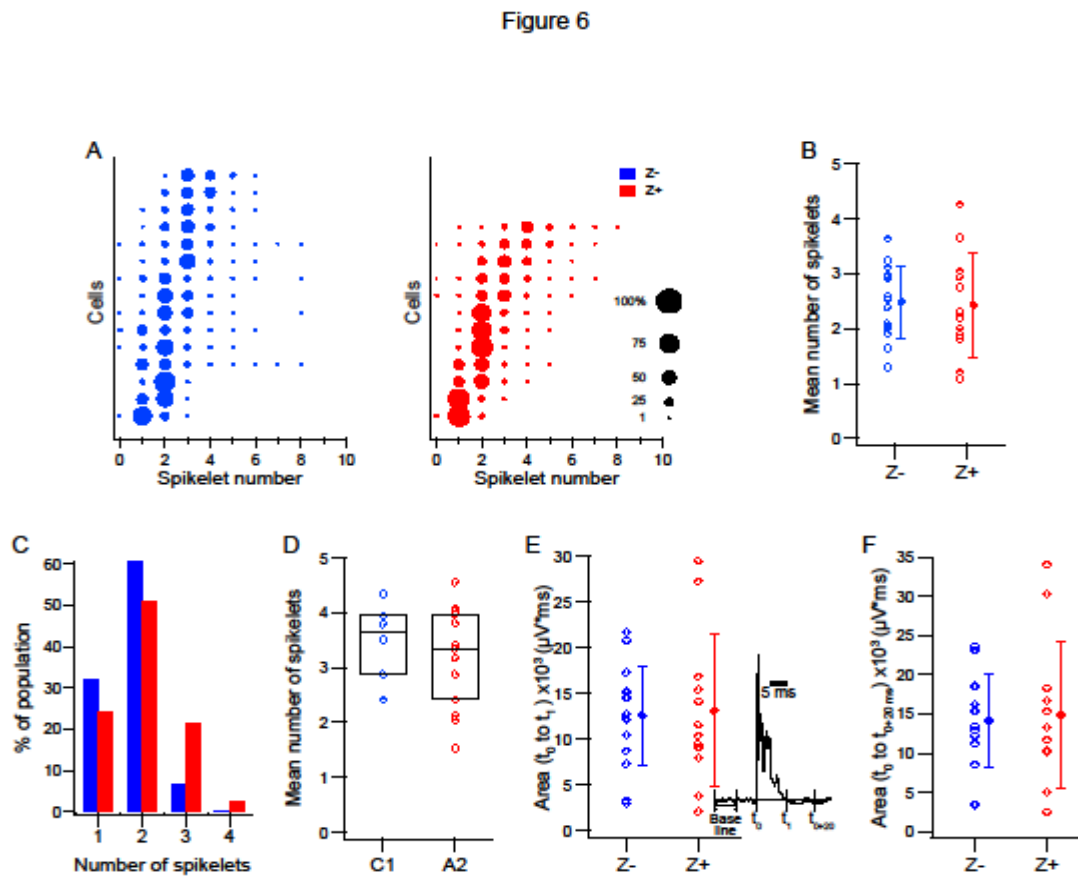 Figure 6
A
Cells
0 2 4 6 8 10
Spikelet number
Z-
Z+
100%
75
50
25
1
Cells
0 2 4 6 8 10
Spikelet number
B
Mean number of spikelets
5
4
3
2
1
0
Z- Z+
C
% of population
60
50
40
30
20
10
0
1 2 3 4
Number of spikelets
D
Mean number of spikelets
5
4
3
2
1
0
C1 A2
E
Area (t0 to t1) x10³ (µV*ms)
30
25
20
15
10
5
0
5 ms
Base
line
t0 t1 t0+20
Z- Z+
F
Area (t0 to t0+20 ms) x10³ (µV*ms)
35
30
25
20
15
10
5
0
Z- Z+